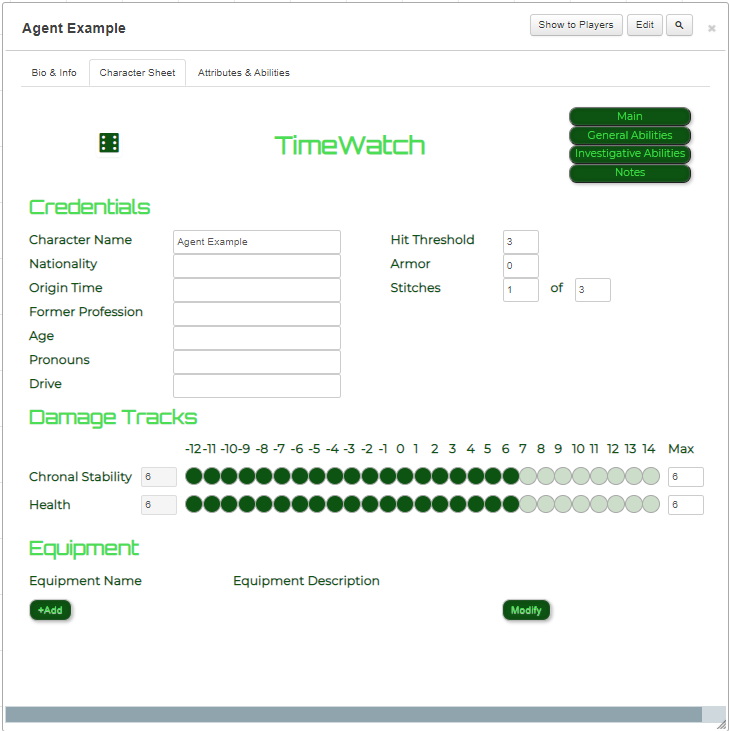 Agent Example
Show to Players
Edit
Bio & Info
Character Sheet
Attributes & Abilities
TimeWatch
Main
General Abilities
Investigative Abilities
Notes
Credentials
Character Name Agent Example
Nationality
Origin Time
Former Profession
Age
Pronouns
Drive
Hit Threshold 3
Armor 0
Stitches 1 of 3
Damage Tracks
-12 -11 -10 -9 -8 -7 -6 -5 -4 -3 -2 -1 0 1 2 3 4 5 6 7 8 9 10 11 12 13 14 Max
Chronal Stability 6 6
Health 6 6
Equipment
Equipment Name Equipment Description
+Add Modify